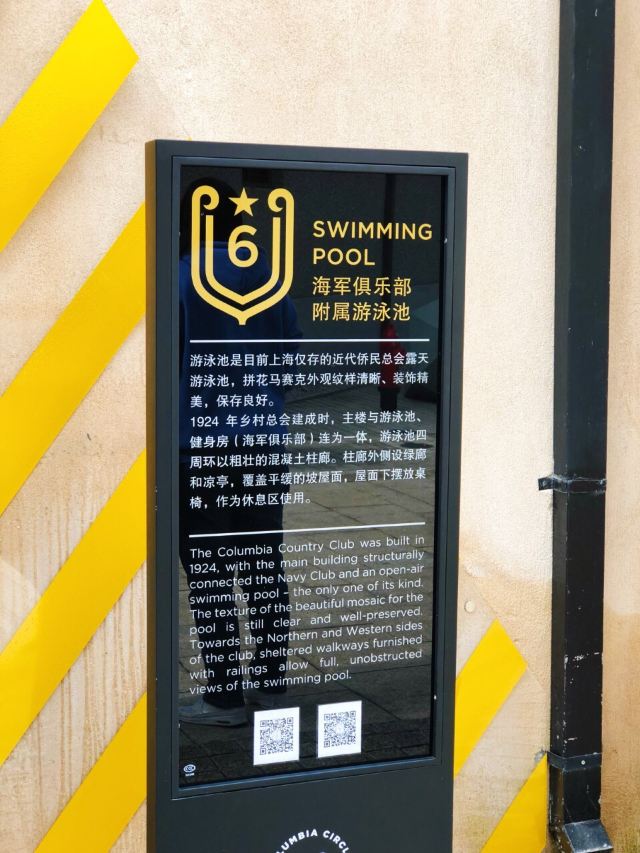 6
SWIMMING
POOL
海军俱乐部
附属游泳池
游泳池是目前上海仅存的近代侨民总会露天
游泳池，拼花马赛克外观纹样清晰、装饰精
美，保存良好。
1924 年乡村总会建成时，主楼与游泳池、
健身房（海军俱乐部）连为一体，游泳池四
周环以粗壮的混凝土柱廊。柱廊外侧设绿廊
和凉亭，覆盖平缓的坡屋面，屋面下摆放桌
椅，作为休息区使用。
The Columbia Country Club was built in
1924, with the main building structurally
connected the Navy Club and an open-air
swimming pool – the only one of its kind.
The texture of the beautiful mosaic for the
pool is still clear and well-preserved.
Towards the Northern and Western sides
of the club, sheltered walkways furnished
with railings allow full, unobstructed
views of the swimming pool.
LUMBIA CIRCL